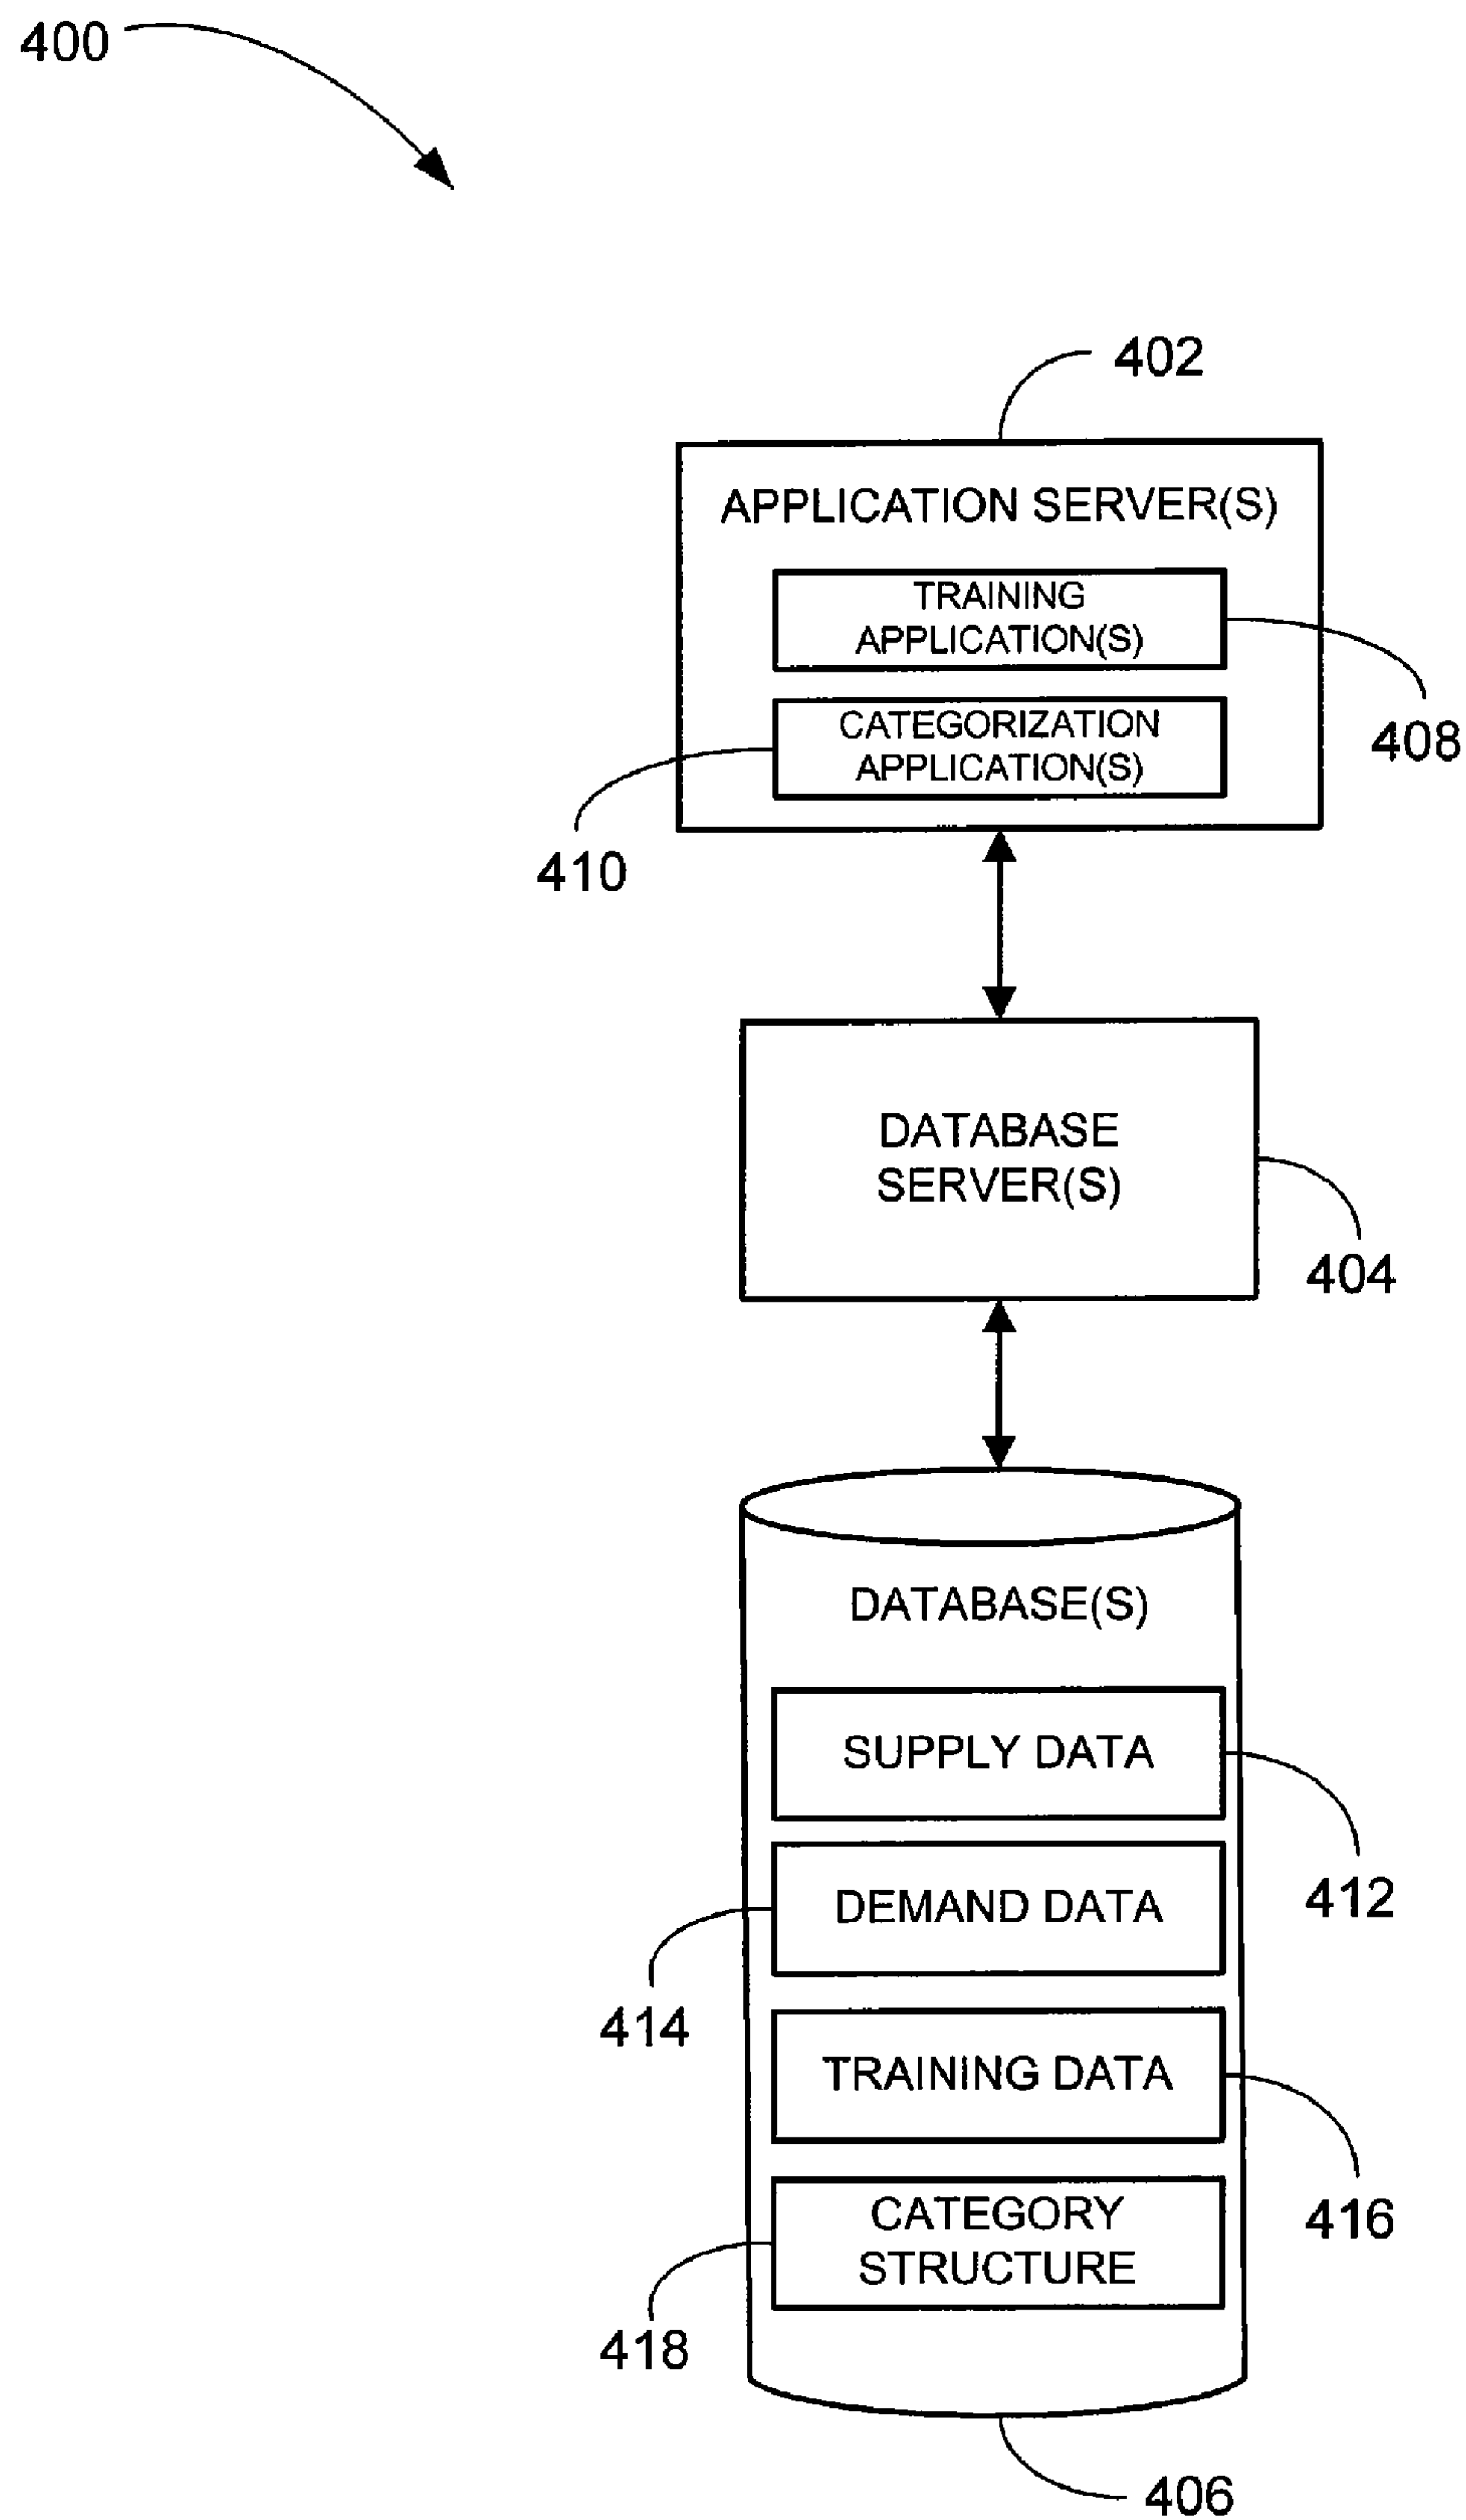 400
402
APPLICATION SERVER(S)
TRAINING
APPLICATION(S)
408
CATEGORIZATION
APPLICATION(S)
410
DATABASE
SERVER(S)
404
DATABASE(S)
SUPPLY DATA
412
DEMAND DATA
414
TRAINING DATA
416
CATEGORY
STRUCTURE
418
406